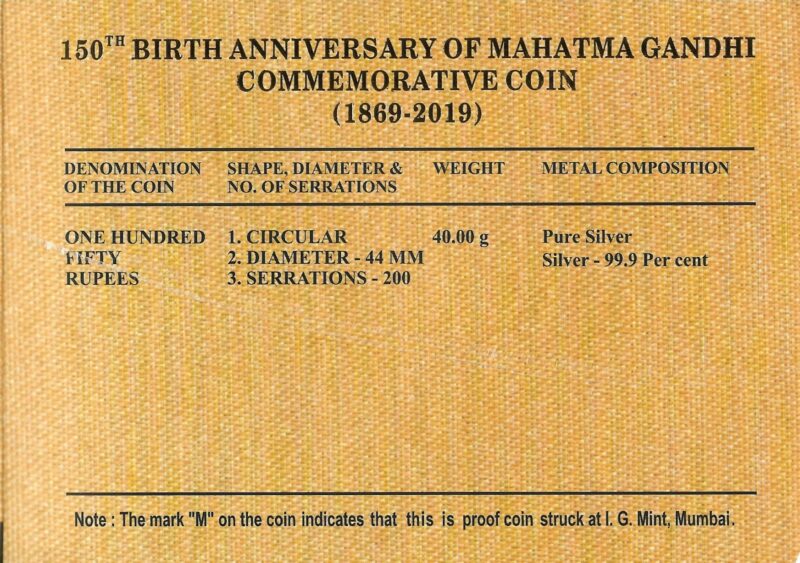 150TH BIRTH ANNIVERSARY OF MAHATMA GANDHI
COMMEMORATIVE COIN
(1869-2019)
DENOMINATION OF THE COIN
SHAPE, DIAMETER & NO. OF SERRATIONS
WEIGHT
METAL COMPOSITION
ONE HUNDRED
FIFTY
RUPEES
1. CIRCULAR
2. DIAMETER - 44 MM
3. SERRATIONS - 200
40.00 g
Pure Silver
Silver - 99.9 Per cent
Note : The mark "M" on the coin indicates that this is proof coin struck at I. G. Mint, Mumbai.